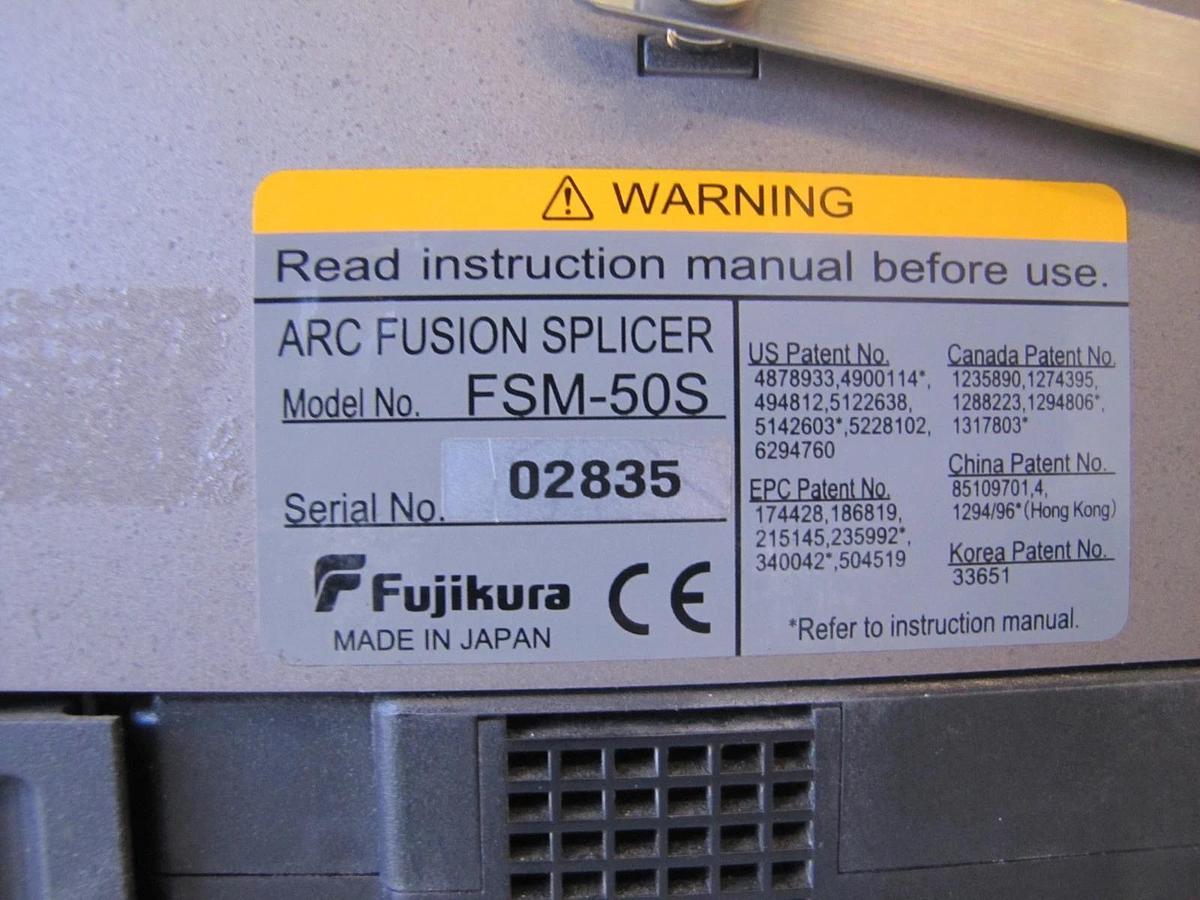 ⚠ WARNING
Read instruction manual before use.
ARC FUSION SPLICER
Model No. FSM-50S
Serial No. 02835
Fujikura CE
MADE IN JAPAN
US Patent No.
4878933,4900114*,
494812,5122638,
5142603*,5228102,
6294760
EPC Patent No.
174428,186819,
215145,235992*,
340042*,504519
Canada Patent No.
1235890,1274395,
1288223,1294806*,
1317803*
China Patent No.
85109701,4,
1294/96*(Hong Kong)
Korea Patent No.
33651
*Refer to instruction manual.